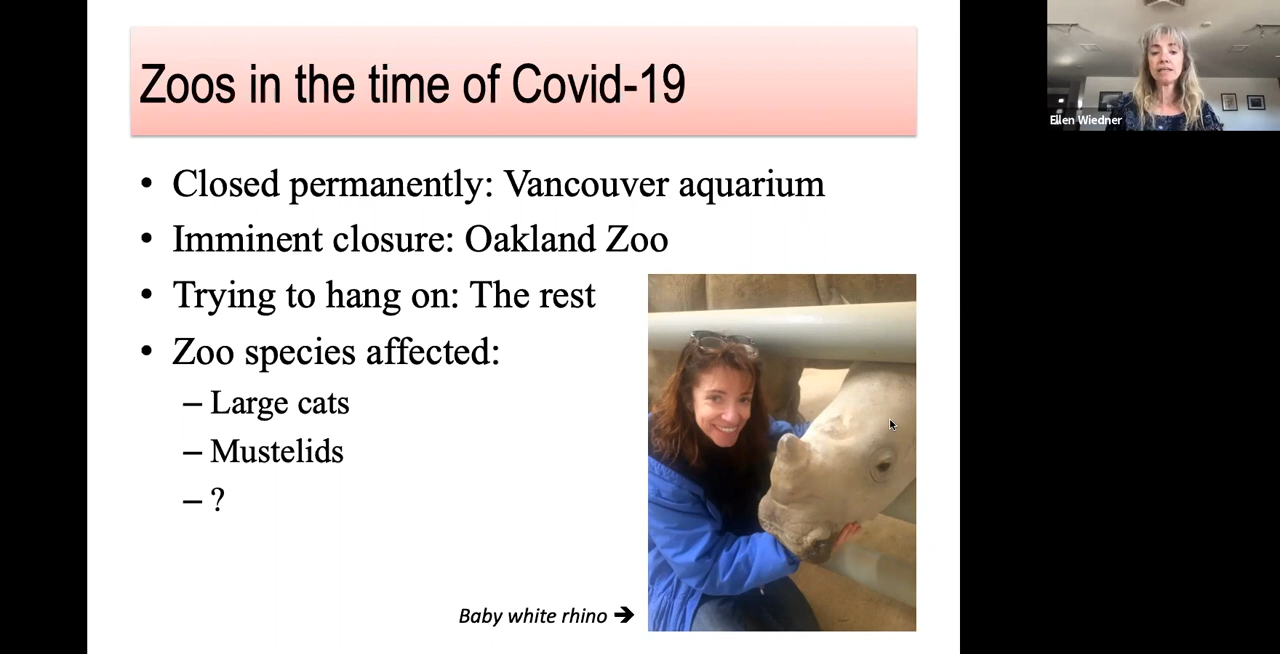 Zoos in the time of Covid-19
• Closed permanently: Vancouver aquarium
• Imminent closure: Oakland Zoo
• Trying to hang on: The rest
• Zoo species affected:
– Large cats
– Mustelids
– ?
Baby white rhino ➔
Ellen Wiedner